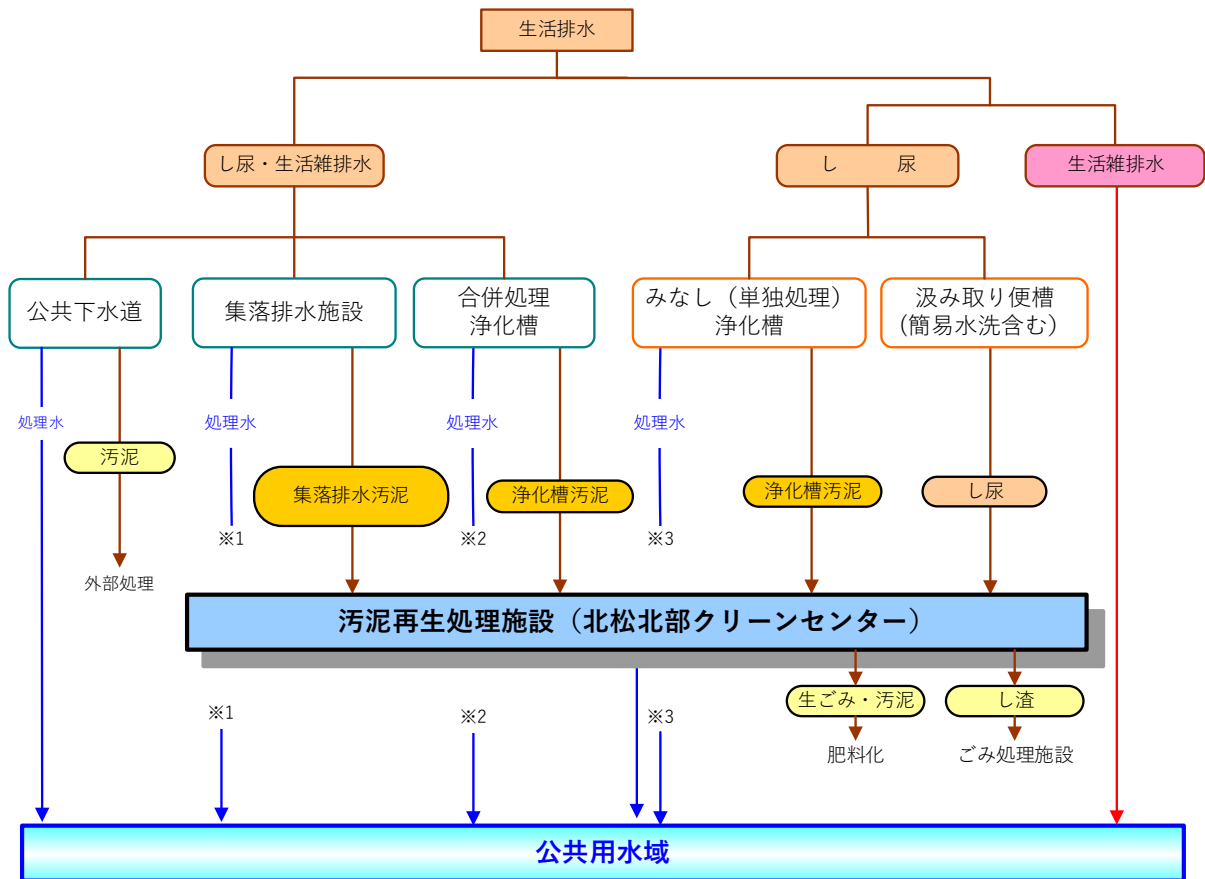 生活排水
し尿・生活雑排水
し　　尿
生活雑排水
公共下水道
集落排水施設
合併処理
浄化槽
みなし（単独処理）
浄化槽
汲み取り便槽
(簡易水洗含む)
処理水
処理水
処理水
処理水
汚泥
集落排水汚泥
浄化槽汚泥
浄化槽汚泥
し尿
※1
※2
※3
外部処理
汚泥再生処理施設（北松北部クリーンセンター）
生ごみ・汚泥
し渣
※1
※2
※3
肥料化
ごみ処理施設
公共用水域